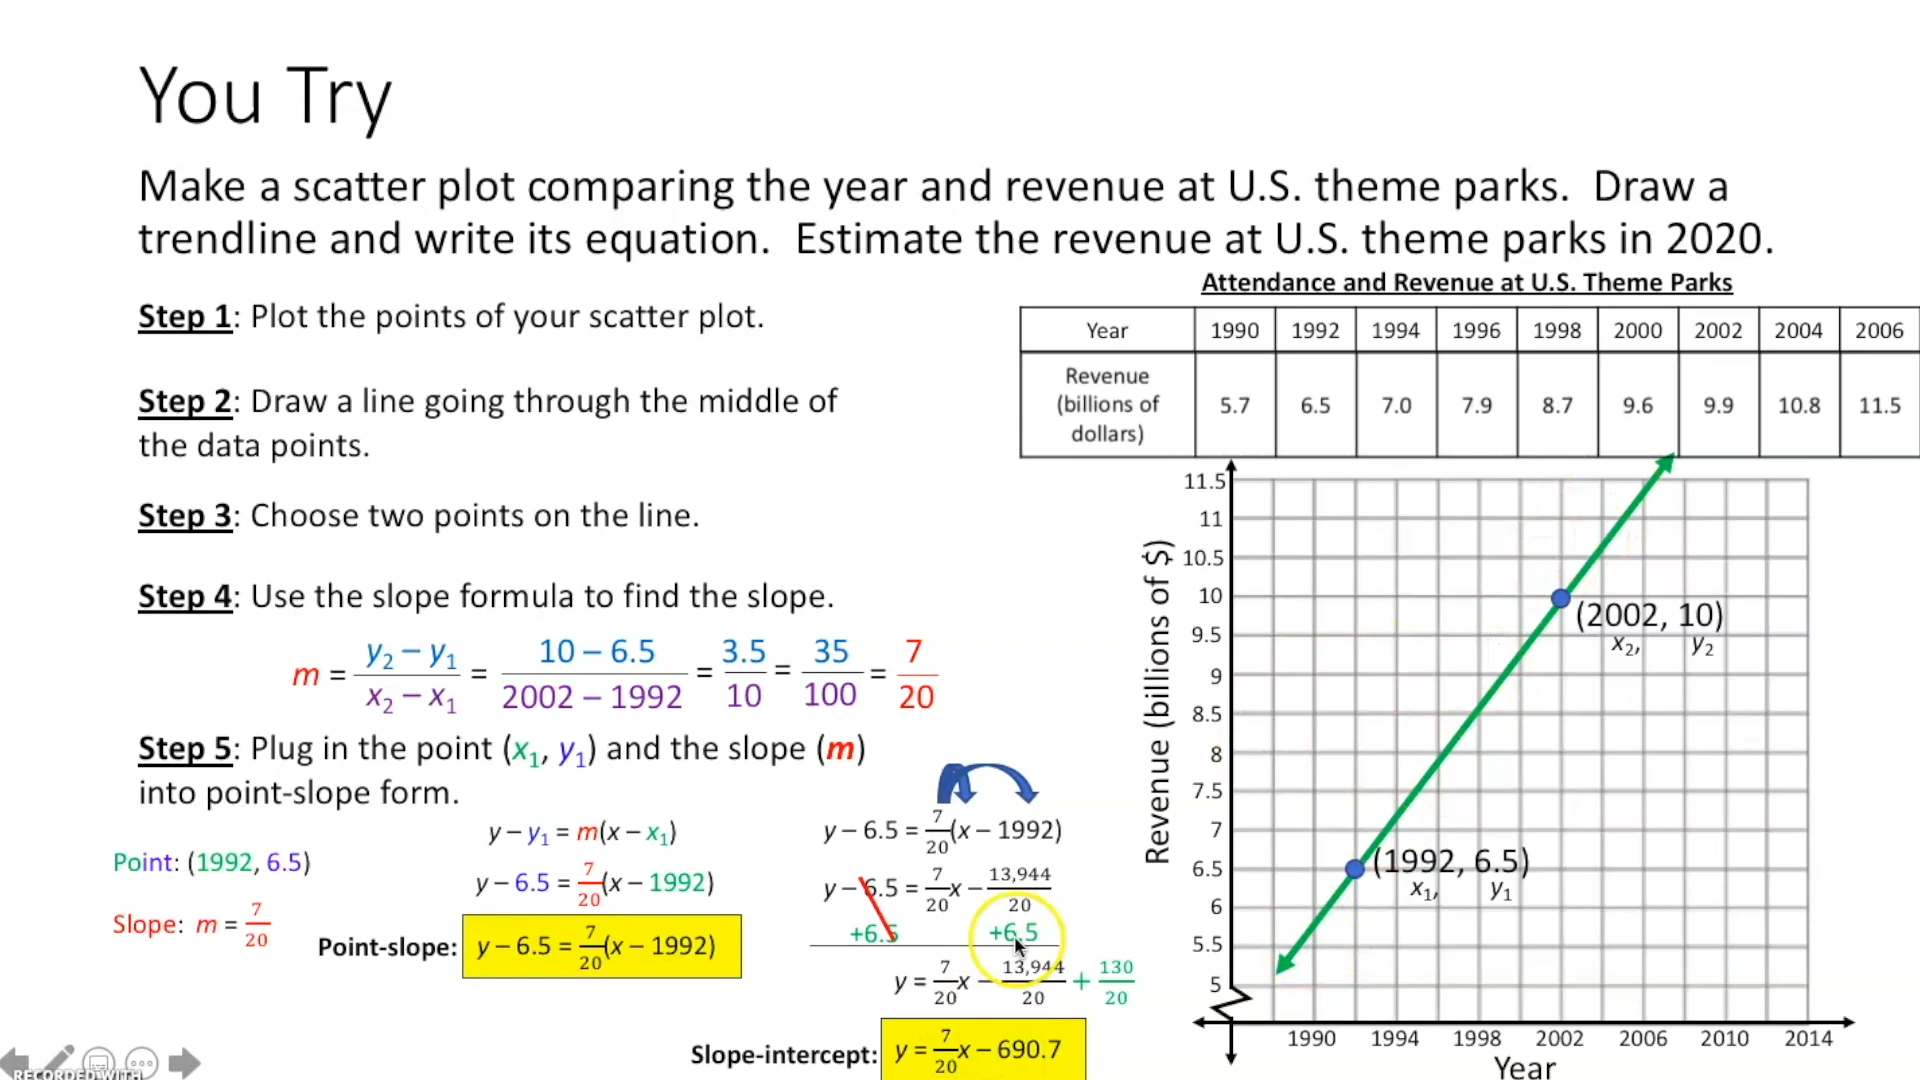 You Try
Make a scatter plot comparing the year and revenue at U.S. theme parks. Draw a
trendline and write its equation. Estimate the revenue at U.S. theme parks in 2020.
Attendance and Revenue at U.S. Theme Parks
Year 1990 1992 1994 1996 1998 2000 2002 2004 2006
Revenue
(billions of
dollars)
5.7 6.5 7.0 7.9 8.7 9.6 9.9 10.8 11.5
Step 1: Plot the points of your scatter plot.
Step 2: Draw a line going through the middle of
the data points.
Step 3: Choose two points on the line.
Step 4: Use the slope formula to find the slope.
m = y₂ − y₁ / x₂ − x₁ = 10 − 6.5 / 2002 − 1992 = 3.5/10 = 35/100 = 7/20
Step 5: Plug in the point (x₁, y₁) and the slope (m)
into point-slope form.
Point: (1992, 6.5)
Slope: m = 7/20
y − y₁ = m(x − x₁)
y − 6.5 = 7/20(x − 1992)
Point-slope: y − 6.5 = 7/20(x − 1992)
y − 6.5 = 7/20(x − 1992)
y − 6.5 = 7/20x − 13,944/20
+6.5 +6.5
y = 7/20x − 13,944/20 + 130/20
Slope-intercept: y = 7/20x − 690.7
Revenue (billions of $)
11.5
11
10.5
10
9.5
9
8.5
8
7.5
7
6.5
6
5.5
5
(2002, 10)
x₂, y₂
(1992, 6.5)
x₁, y₁
1990 1994 1998 2002 2006 2010 2014
Year
RECORDED WITH